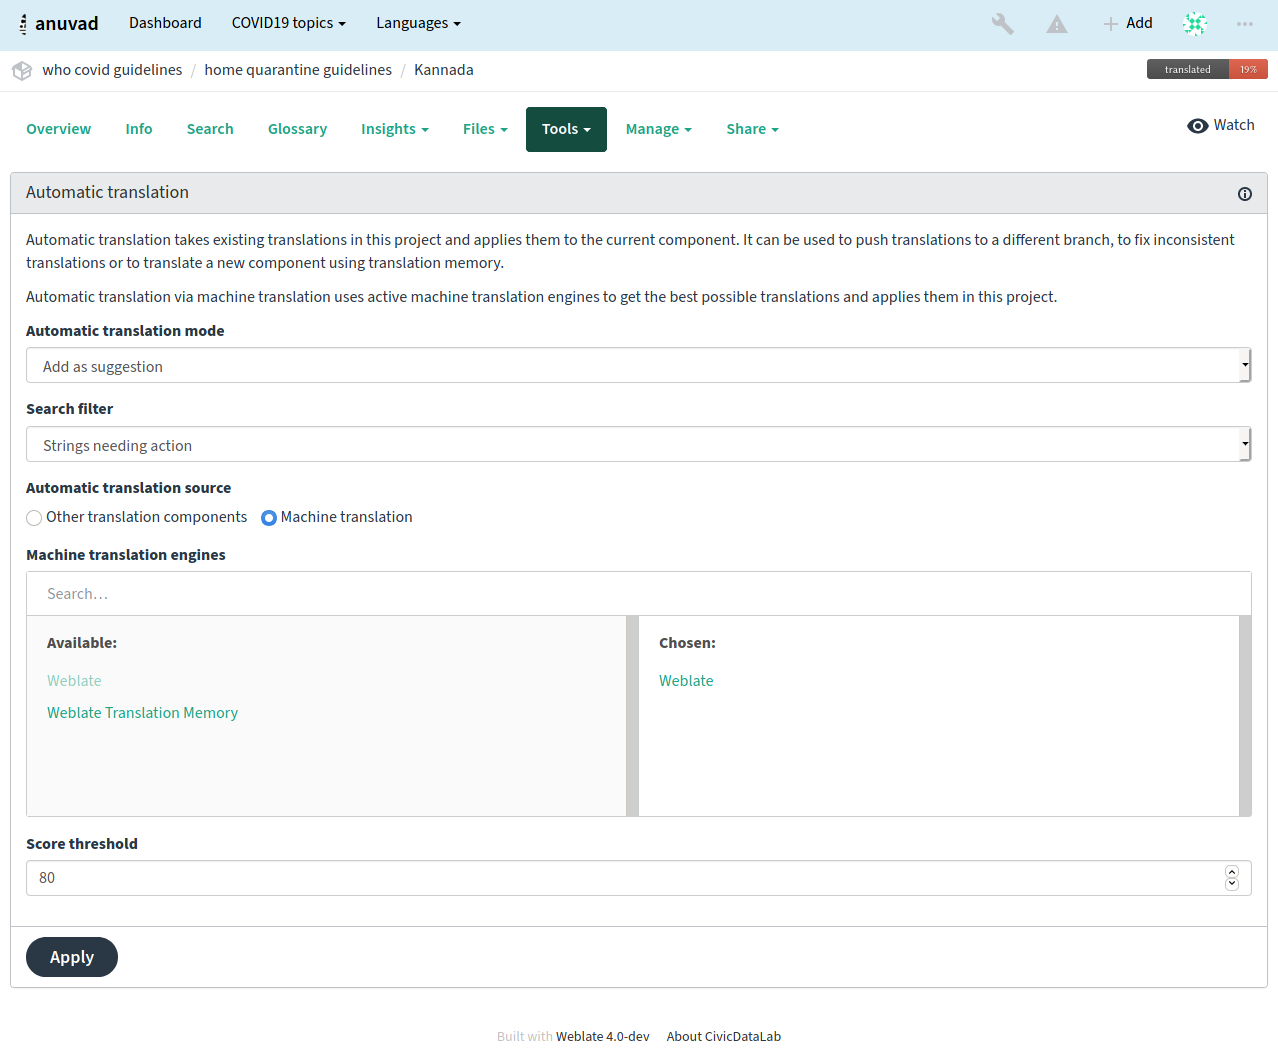 anuvad Dashboard COVID19 topics Languages Add
who covid guidelines / home quarantine guidelines / Kannada translated 19%
Overview Info Search Glossary Insights Files Tools Manage Share Watch
Automatic translation
Automatic translation takes existing translations in this project and applies them to the current component. It can be used to push translations to a different branch, to fix inconsistent
translations or to translate a new component using translation memory.
Automatic translation via machine translation uses active machine translation engines to get the best possible translations and applies them in this project.
Automatic translation mode
Add as suggestion
Search filter
Strings needing action
Automatic translation source
Other translation components Machine translation
Machine translation engines
Search…
Available: Chosen:
Weblate Weblate
Weblate Translation Memory
Score threshold
80
Apply
Built with Weblate 4.0-dev About CivicDataLab